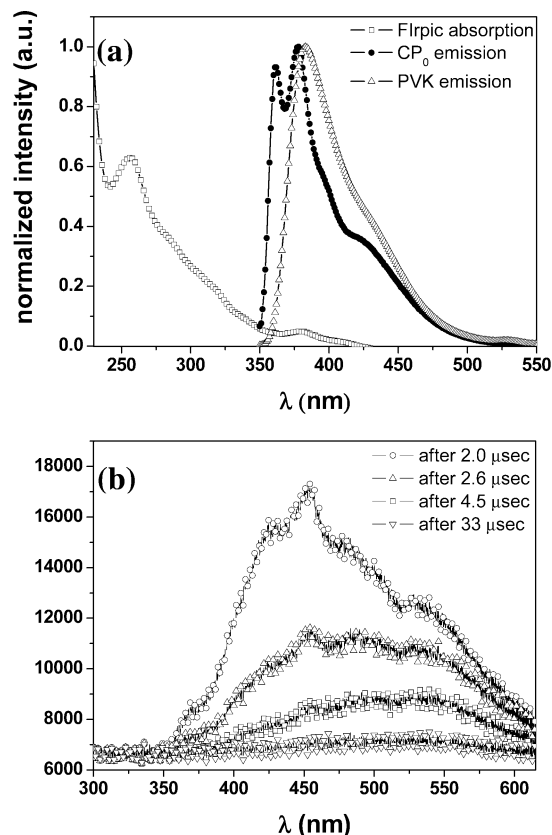 (a)
FIrpic absorption
CP0 emission
PVK emission
normalized intensity (a.u.)
1.0
0.8
0.6
0.4
0.2
0.0
250 300 350 400 450 500 550
λ (nm)
(b)
after 2.0 μsec
after 2.6 μsec
after 4.5 μsec
after 33 μsec
18000
16000
14000
12000
10000
8000
6000
300 350 400 450 500 550 600
λ (nm)